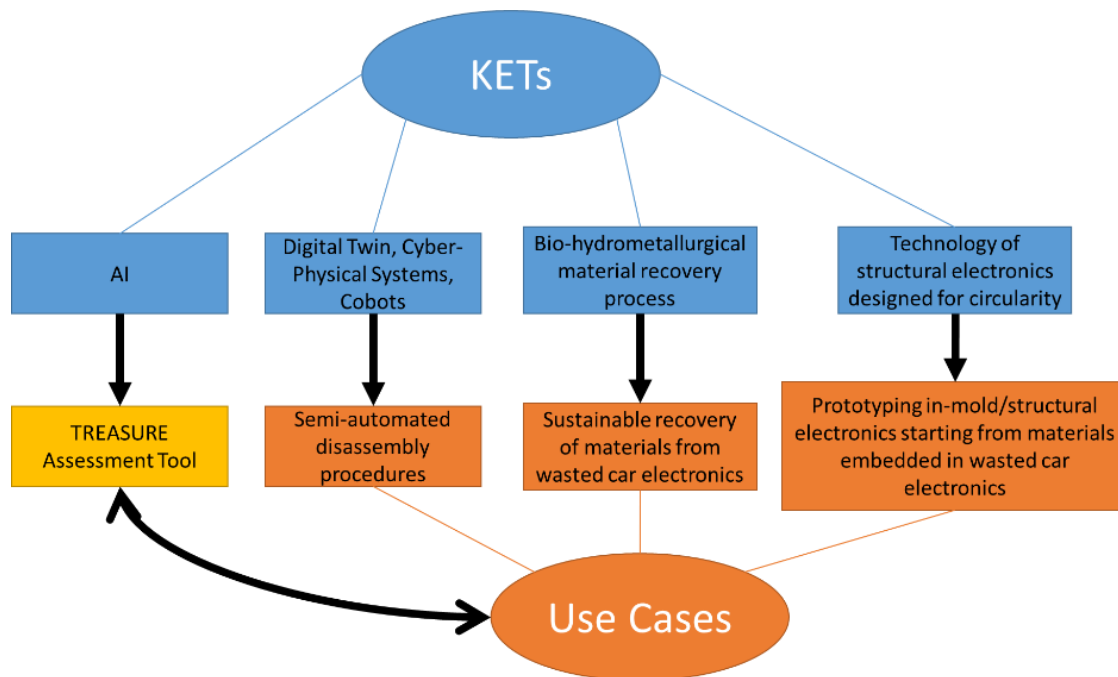 KETs
AI
Digital Twin, Cyber-
Physical Systems,
Cobots
Bio-hydrometallurgical
material recovery
process
Technology of
structural electronics
designed for circularity
TREASURE
Assessment Tool
Semi-automated
disassembly
procedures
Sustainable recovery
of materials from
wasted car electronics
Prototyping in-mold/structural
electronics starting from materials
embedded in wasted car
electronics
Use Cases